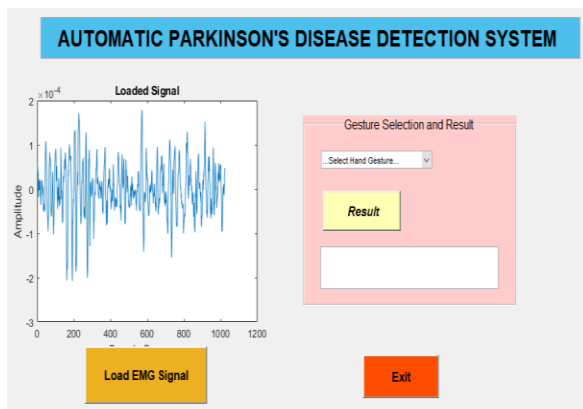 AUTOMATIC PARKINSON'S DISEASE DETECTION SYSTEM
×10⁻⁴
Loaded Signal
2
1
0
-1
-2
-3
Amplitude
0 200 400 600 800 1000 1200
Load EMG Signal
Gesture Selection and Result
...Select Hand Gesture...
Result
Exit